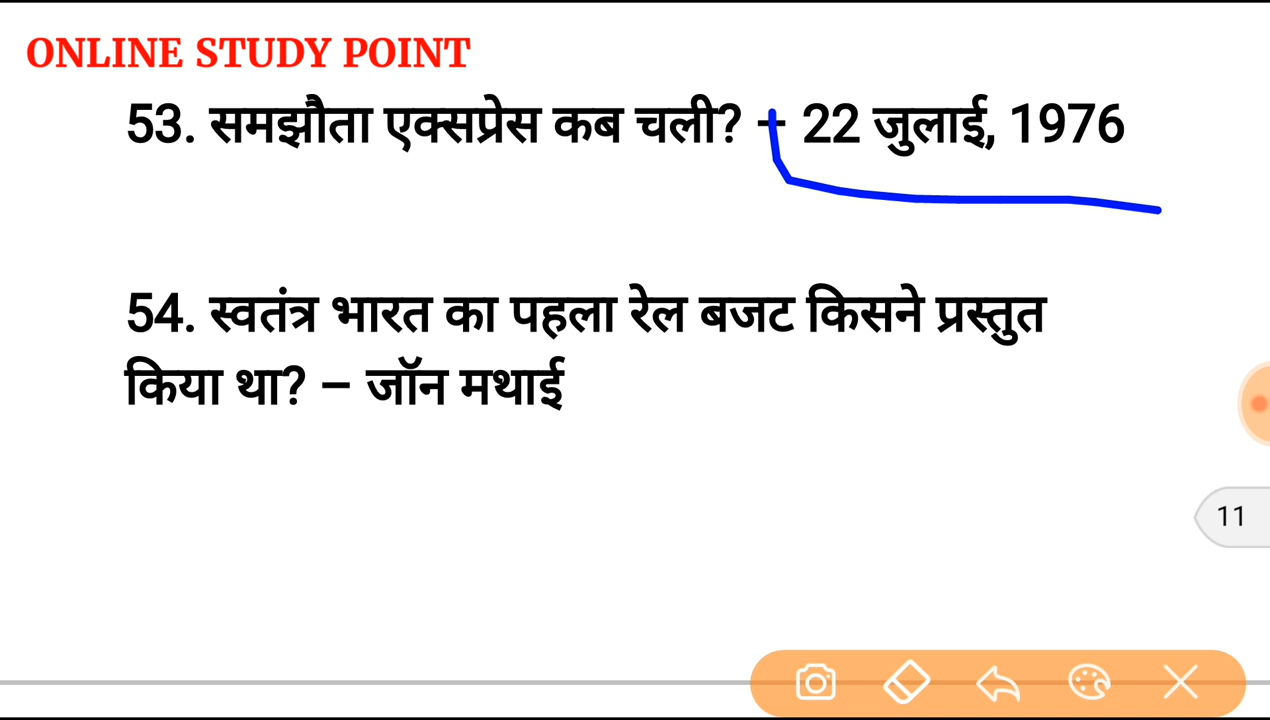 ONLINE STUDY POINT
53. समझौता एक्सप्रेस कब चली? – 22 जुलाई, 1976
54. स्वतंत्र भारत का पहला रेल बजट किसने प्रस्तुत
किया था? – जॉन मथाई
11